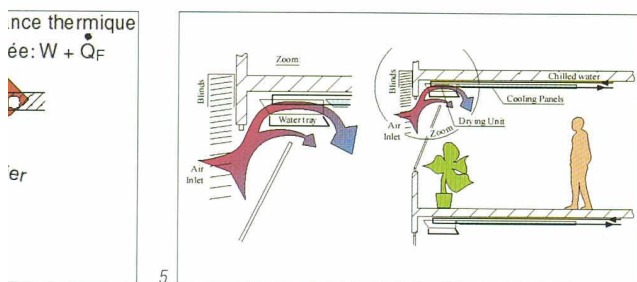 ance thermique
ée: W + Q̇F
er
5
Zoom:
Blinds
Water tray
Air
Inlet
Blinds
Chilled water
Cooling Panels
Drying Unit
Zoom
Air
Inlet